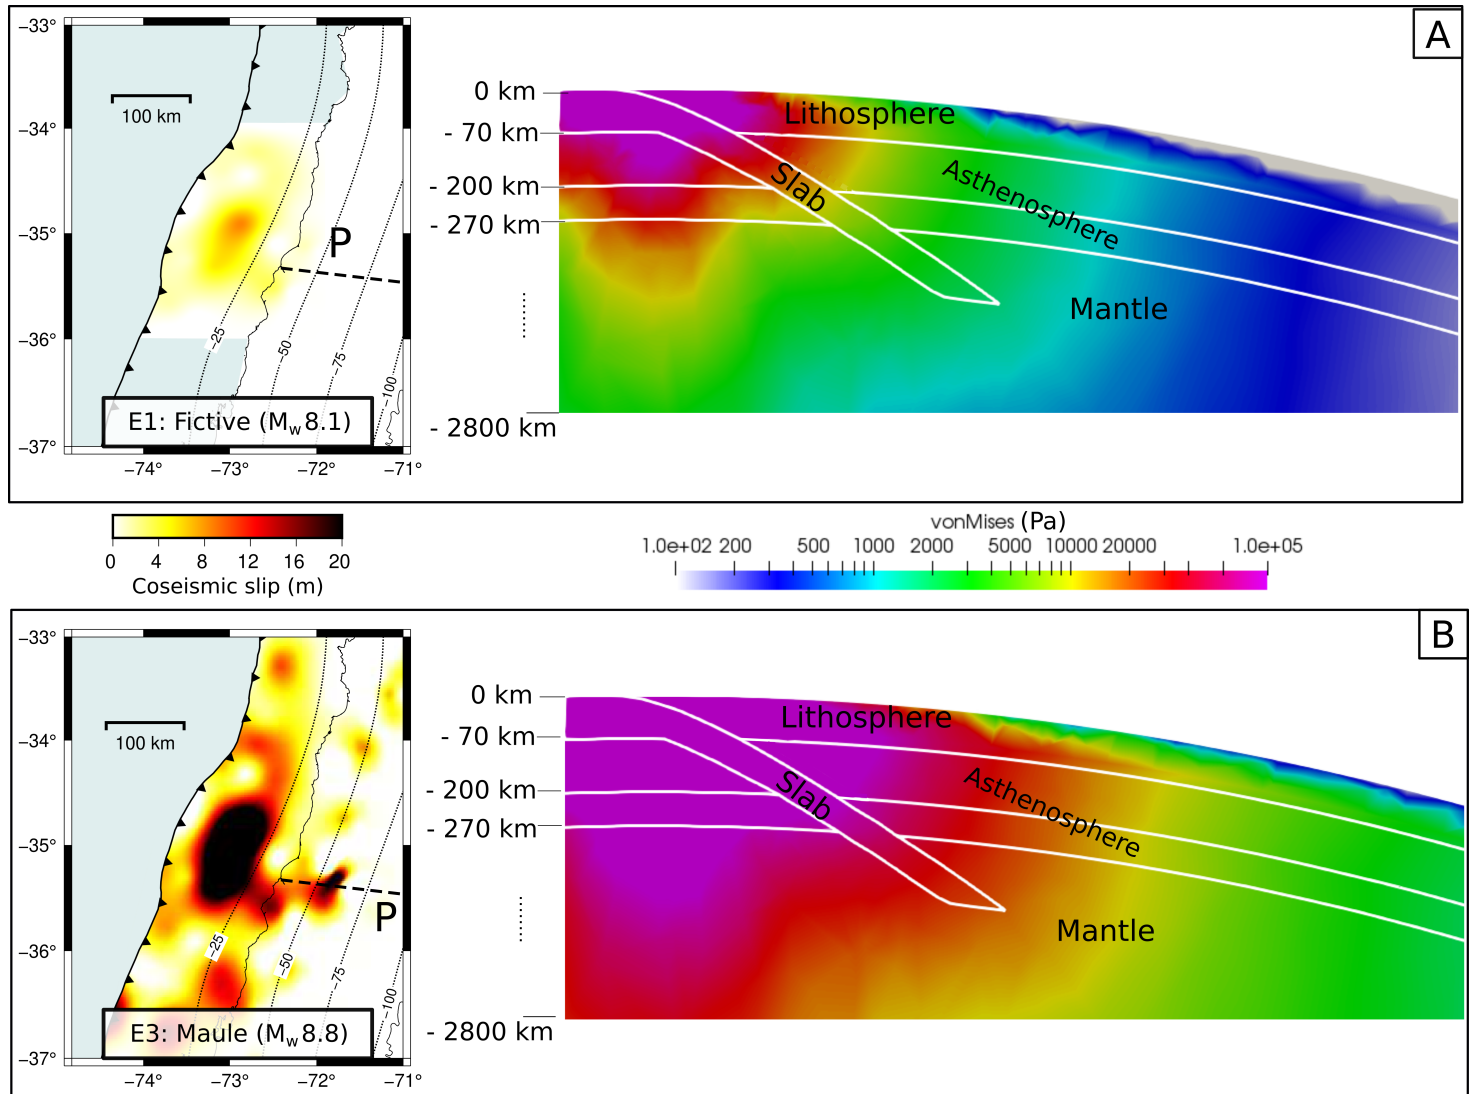 A
−33°
−34°
−35°
−36°
−37°
100 km
P
−25
−50
−75
−100
E1: Fictive (Mw 8.1)
−74° −73° −72° −71°
0 km
- 70 km
- 200 km
- 270 km
- 2800 km
Lithosphere
Slab
Asthenosphere
Mantle
0 4 8 12 16 20
Coseismic slip (m)
vonMises (Pa)
1.0e+02 200 500 1000 2000 5000 10000 20000 1.0e+05
B
−33°
−34°
−35°
−36°
−37°
100 km
P
−25
−50
−75
−100
E3: Maule (Mw 8.8)
−74° −73° −72° −71°
0 km
- 70 km
- 200 km
- 270 km
- 2800 km
Lithosphere
Slab
Asthenosphere
Mantle